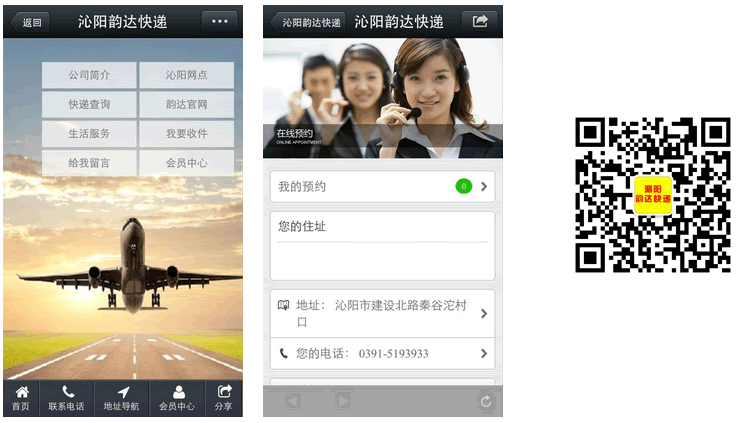 返回
沁阳韵达快递
公司简介
沁阳网点
快递查询
韵达官网
生活服务
我要收件
给我留言
会员中心
首页
联系电话
地址导航
会员中心
分享
沁阳韵达快递
沁阳韵达快递
在线预约
ONLINE APPOINTMENT
我的预约
0
您的住址
地址： 沁阳市建设北路秦谷沱村
口
您的电话： 0391-5193933
韵达快递